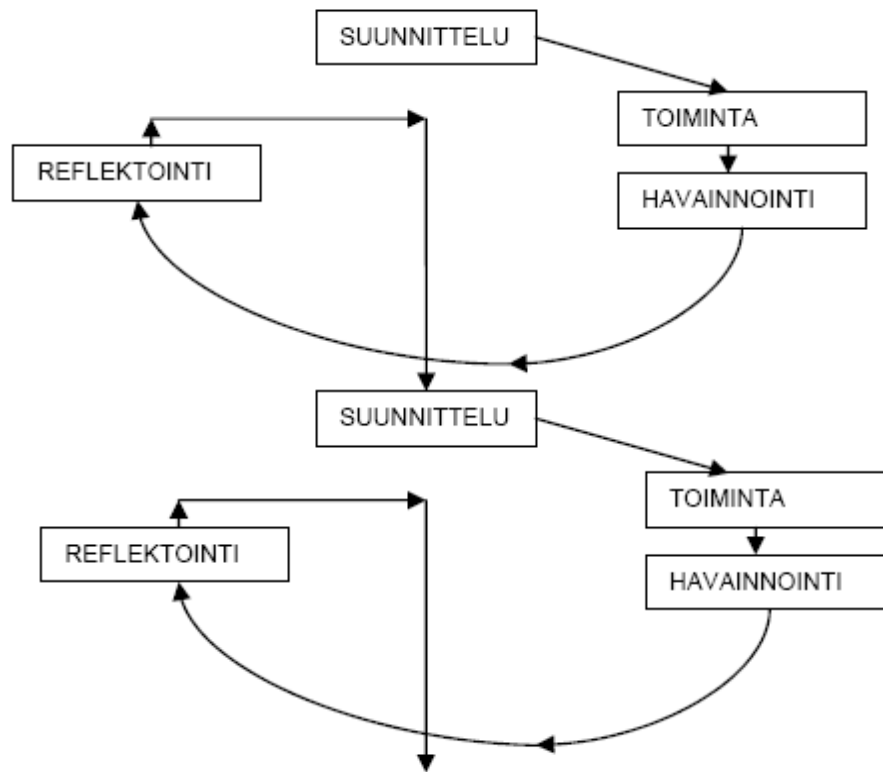 SUUNNITTELU
TOIMINTA
REFLEKTOINTI
HAVAINNOINTI
SUUNNITTELU
TOIMINTA
REFLEKTOINTI
HAVAINNOINTI